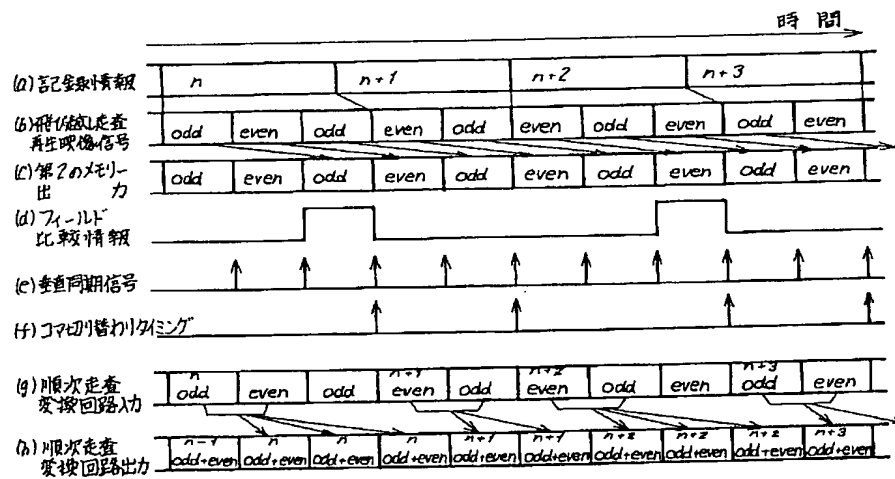 時間
(a)記録情報 n n+1 n+2 n+3
(b)飛び越し走査
再生映像信号 odd even odd even odd even odd even odd even
(c)第2のメモリー
出力 odd even odd even odd even odd even odd even
(d)フィールド
比較情報
(e)垂直同期信号
(f)コマ切り替わりタイミング
(g)順次走査
変換回路入力 n odd even odd n+1 even odd n+2 even odd even n+3 odd even
(h)順次走査
変換回路出力 n-1 odd+even n odd+even n odd+even n odd+even n+1 odd+even n+1 odd+even n+2 odd+even n+2 odd+even n+2 odd+even n+3 odd+even